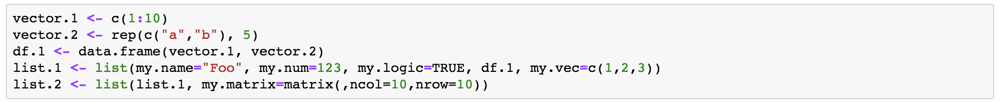 vector.1 <- c(1:10)
vector.2 <- rep(c("a","b"), 5)
df.1 <- data.frame(vector.1, vector.2)
list.1 <- list(my.name="Foo", my.num=123, my.logic=TRUE, df.1, my.vec=c(1,2,3))
list.2 <- list(list.1, my.matrix=matrix(,ncol=10,nrow=10))